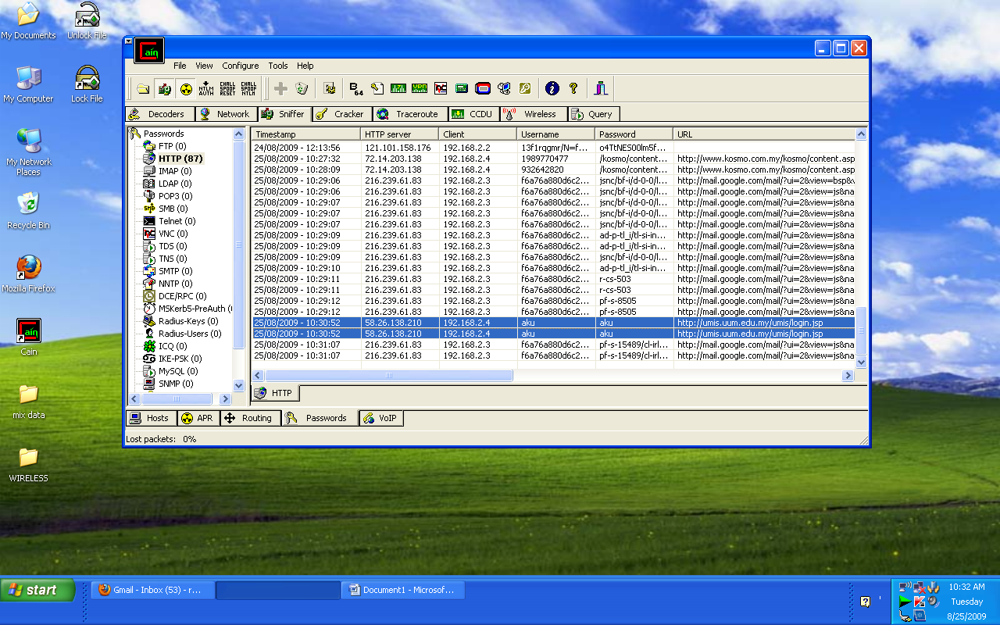 My Documents
Unlock File
My Computer
Lock File
My Network
Places
Recycle Bin
Mozilla Firefox
Cain
mix data
WIRELESS
Cain
File View Configure Tools Help
NTLM AUTH CHALL SPOOF RESET CHALL SPOOF NTLM B 64
Decoders Network Sniffer Cracker Traceroute CCDU Wireless Query
Passwords
FTP (0)
HTTP (87)
IMAP (0)
LDAP (0)
POP3 (0)
SMB (0)
Telnet (0)
VNC (0)
TDS (0)
TNS (0)
SMTP (0)
NNTP (0)
DCE/RPC (0)
MSKerb5-PreAuth (
Radius-Keys (0)
Radius-Users (0)
ICQ (0)
IKE-PSK (0)
MySQL (0)
SNMP (0)
Timestamp HTTP server Client Username Password URL
24/08/2009 - 12:13:56 121.101.158.176 192.168.2.2 13f1rqgmr/N=f... o4TtNES00lm5f...
25/08/2009 - 10:27:32 72.14.203.138 192.168.2.4 1989770477 /kosmo/content... http://www.kosmo.com.my/kosmo/content.asp
25/08/2009 - 10:28:09 72.14.203.138 192.168.2.4 932642820 /kosmo/content... http://www.kosmo.com.my/kosmo/content.asp
25/08/2009 - 10:29:06 216.239.61.83 192.168.2.3 f6a76a880d6c2... jsnc/bf-i/d-0-0/l... http://mail.google.com/mail/?ui=2&view=bsp&v
25/08/2009 - 10:29:06 216.239.61.83 192.168.2.3 f6a76a880d6c2... jsnc/bf-i/d-0-0/l... http://mail.google.com/mail/?ui=2&view=js&na
25/08/2009 - 10:29:07 216.239.61.83 192.168.2.3 f6a76a880d6c2... jsnc/bf-i/d-0-0/l... http://mail.google.com/mail/?ui=2&view=js&na
25/08/2009 - 10:29:07 216.239.61.83 192.168.2.3 f6a76a880d6c2... jsnc/bf-i/d-0-0/l... http://mail.google.com/mail/?ui=2&view=js&na
25/08/2009 - 10:29:07 216.239.61.83 192.168.2.3 f6a76a880d6c2... jsnc/bf-i/d-0-0/l... http://mail.google.com/mail/?ui=2&view=js&na
25/08/2009 - 10:29:09 216.239.61.83 192.168.2.3 f6a76a880d6c2... ad-p-tl_i/tl-si-in... http://mail.google.com/mail/?ui=2&view=js&na
25/08/2009 - 10:29:09 216.239.61.83 192.168.2.3 f6a76a880d6c2... ad-p-tl_i/tl-si-in... http://mail.google.com/mail/?ui=2&view=js&na
25/08/2009 - 10:29:09 216.239.61.83 192.168.2.3 f6a76a880d6c2... jsnc/bf-i/d-0-0/l... http://mail.google.com/mail/?ui=2&view=js&na
25/08/2009 - 10:29:10 216.239.61.83 192.168.2.3 f6a76a880d6c2... ad-p-tl_i/tl-si-in... http://mail.google.com/mail/?ui=2&view=js&na
25/08/2009 - 10:29:11 216.239.61.83 192.168.2.3 f6a76a880d6c2... r-cs-503 http://mail.google.com/mail/?ui=2&view=js&na
25/08/2009 - 10:29:11 216.239.61.83 192.168.2.3 f6a76a880d6c2... r-cs-503 http://mail.google.com/mail/?ui=2&view=js&na
25/08/2009 - 10:29:12 216.239.61.83 192.168.2.3 f6a76a880d6c2... pf-s-8505 http://mail.google.com/mail/?ui=2&view=js&na
25/08/2009 - 10:29:12 216.239.61.83 192.168.2.3 f6a76a880d6c2... pf-s-8505 http://mail.google.com/mail/?ui=2&view=js&na
25/08/2009 - 10:30:52 58.26.138.210 192.168.2.4 aku aku http://umis.uum.edu.my/umis/login.jsp
25/08/2009 - 10:30:52 58.26.138.210 192.168.2.4 aku aku http://umis.uum.edu.my/umis/login.jsp
25/08/2009 - 10:31:07 216.239.61.83 192.168.2.3 f6a76a880d6c2... pf-s-15489/cl-irl... http://mail.google.com/mail/?ui=2&view=js&na
25/08/2009 - 10:31:07 216.239.61.83 192.168.2.3 f6a76a880d6c2... pf-s-15489/cl-irl... http://mail.google.com/mail/?ui=2&view=js&na
HTTP
Hosts APR Routing Passwords VoIP
Lost packets: 0%
start
Gmail - Inbox (53) - r...
Document1 - Microsof...
10:32 AM
Tuesday
8/25/2009